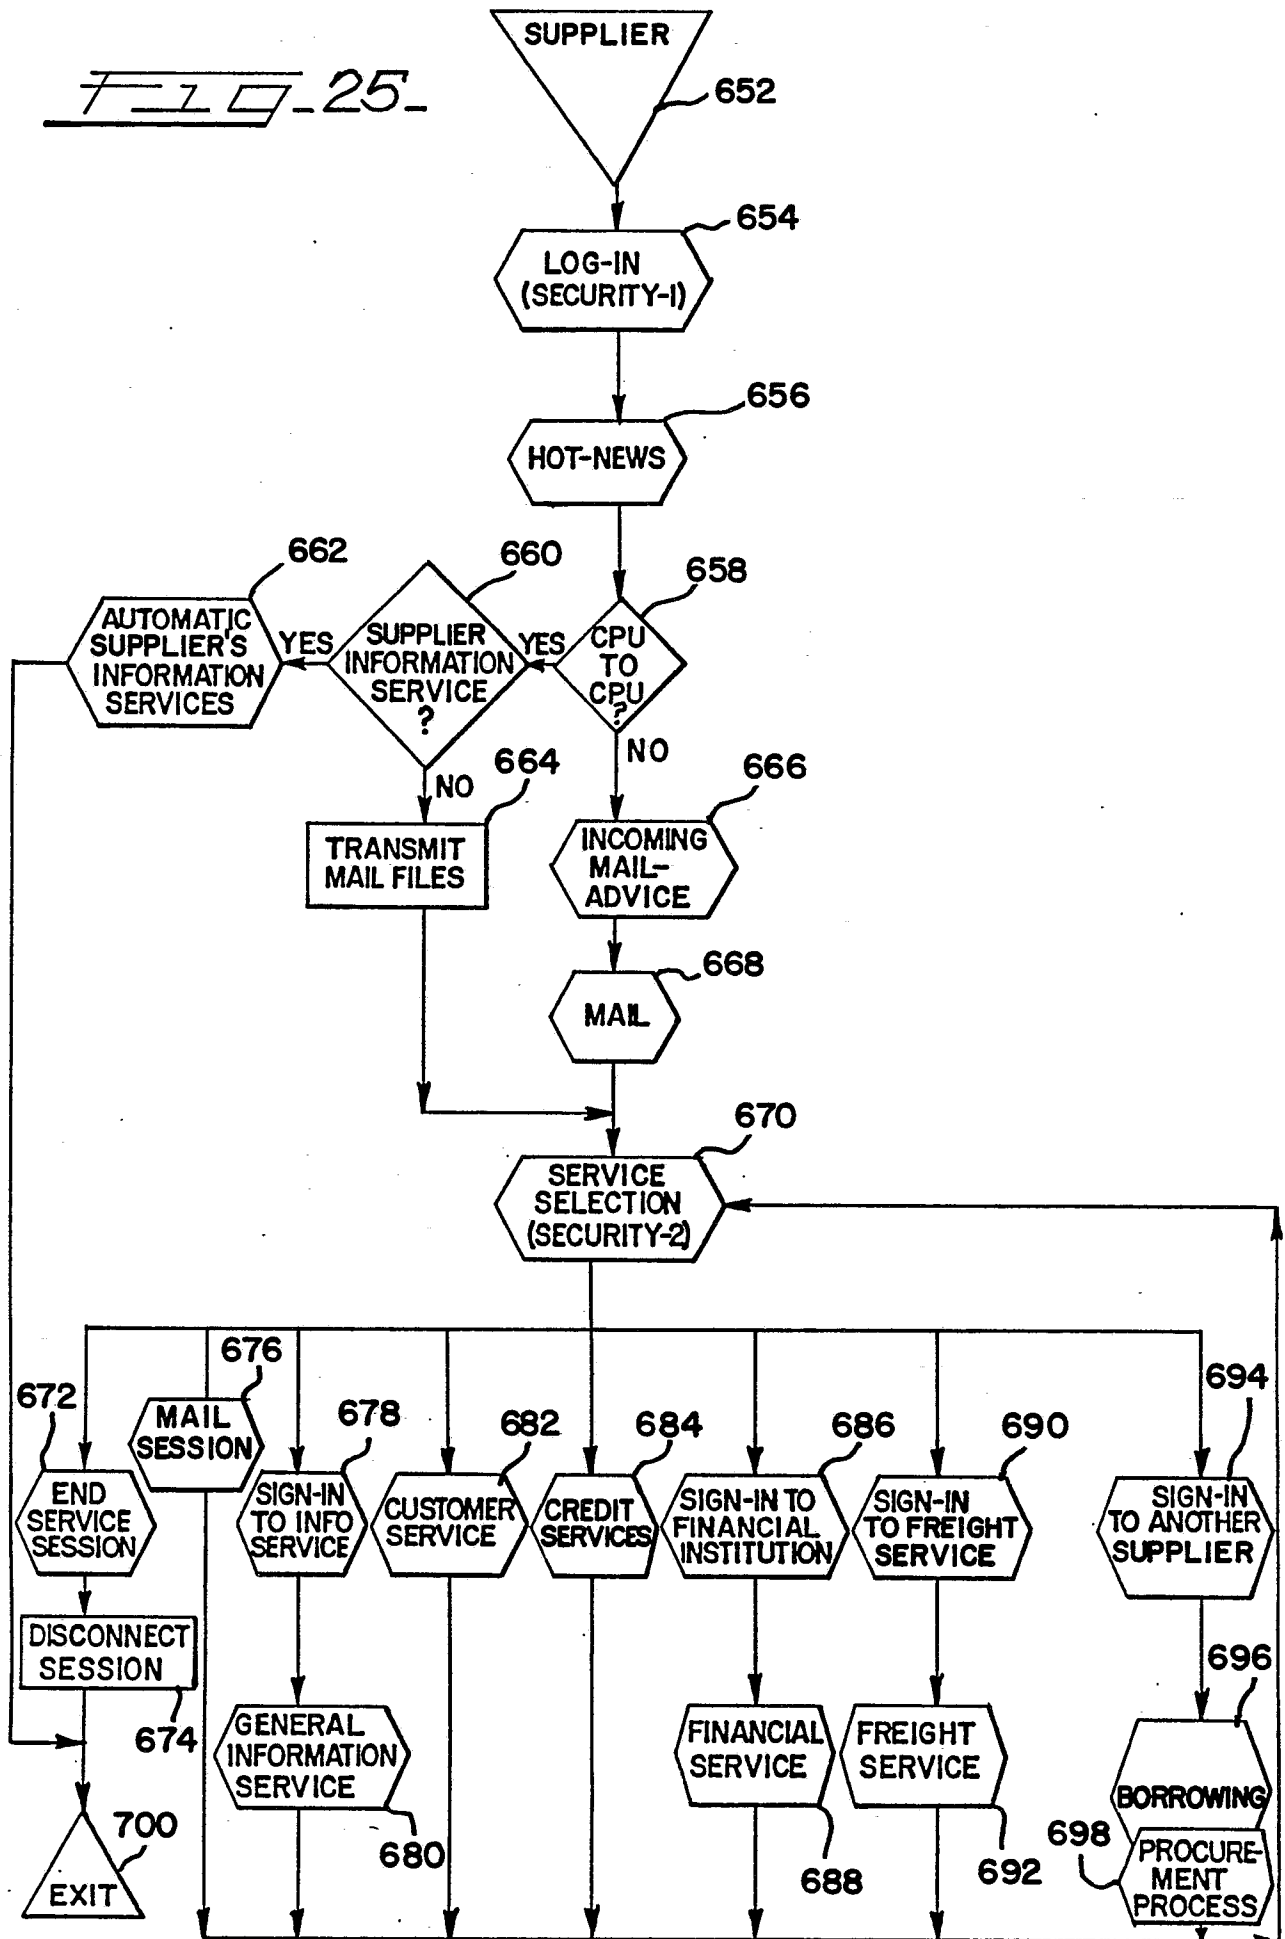 Fig-25-
SUPPLIER
652
654
LOG-IN
(SECURITY-1)
656
HOT-NEWS
662
660
658
AUTOMATIC
SUPPLIER'S
INFORMATION
SERVICES
YES
SUPPLIER
INFORMATION
SERVICE
?
YES
CPU
TO
CPU
?
NO
NO
664
666
TRANSMIT
MAIL FILES
INCOMING
MAIL-
ADVICE
668
MAIL
670
SERVICE
SELECTION
(SECURITY-2)
672
676
678
682
684
686
690
694
END
SERVICE
SESSION
MAIL
SESSION
SIGN-IN
TO INFO
SERVICE
CUSTOMER
SERVICE
CREDIT
SERVICES
SIGN-IN TO
FINANCIAL
INSTITUTION
SIGN-IN
TO FREIGHT
SERVICE
SIGN-IN
TO ANOTHER
SUPPLIER
DISCONNECT
SESSION
674
696
GENERAL
INFORMATION
SERVICE
680
FINANCIAL
SERVICE
688
FREIGHT
SERVICE
692
BORROWING
698
PROCURE-
MENT
PROCESS
700
EXIT